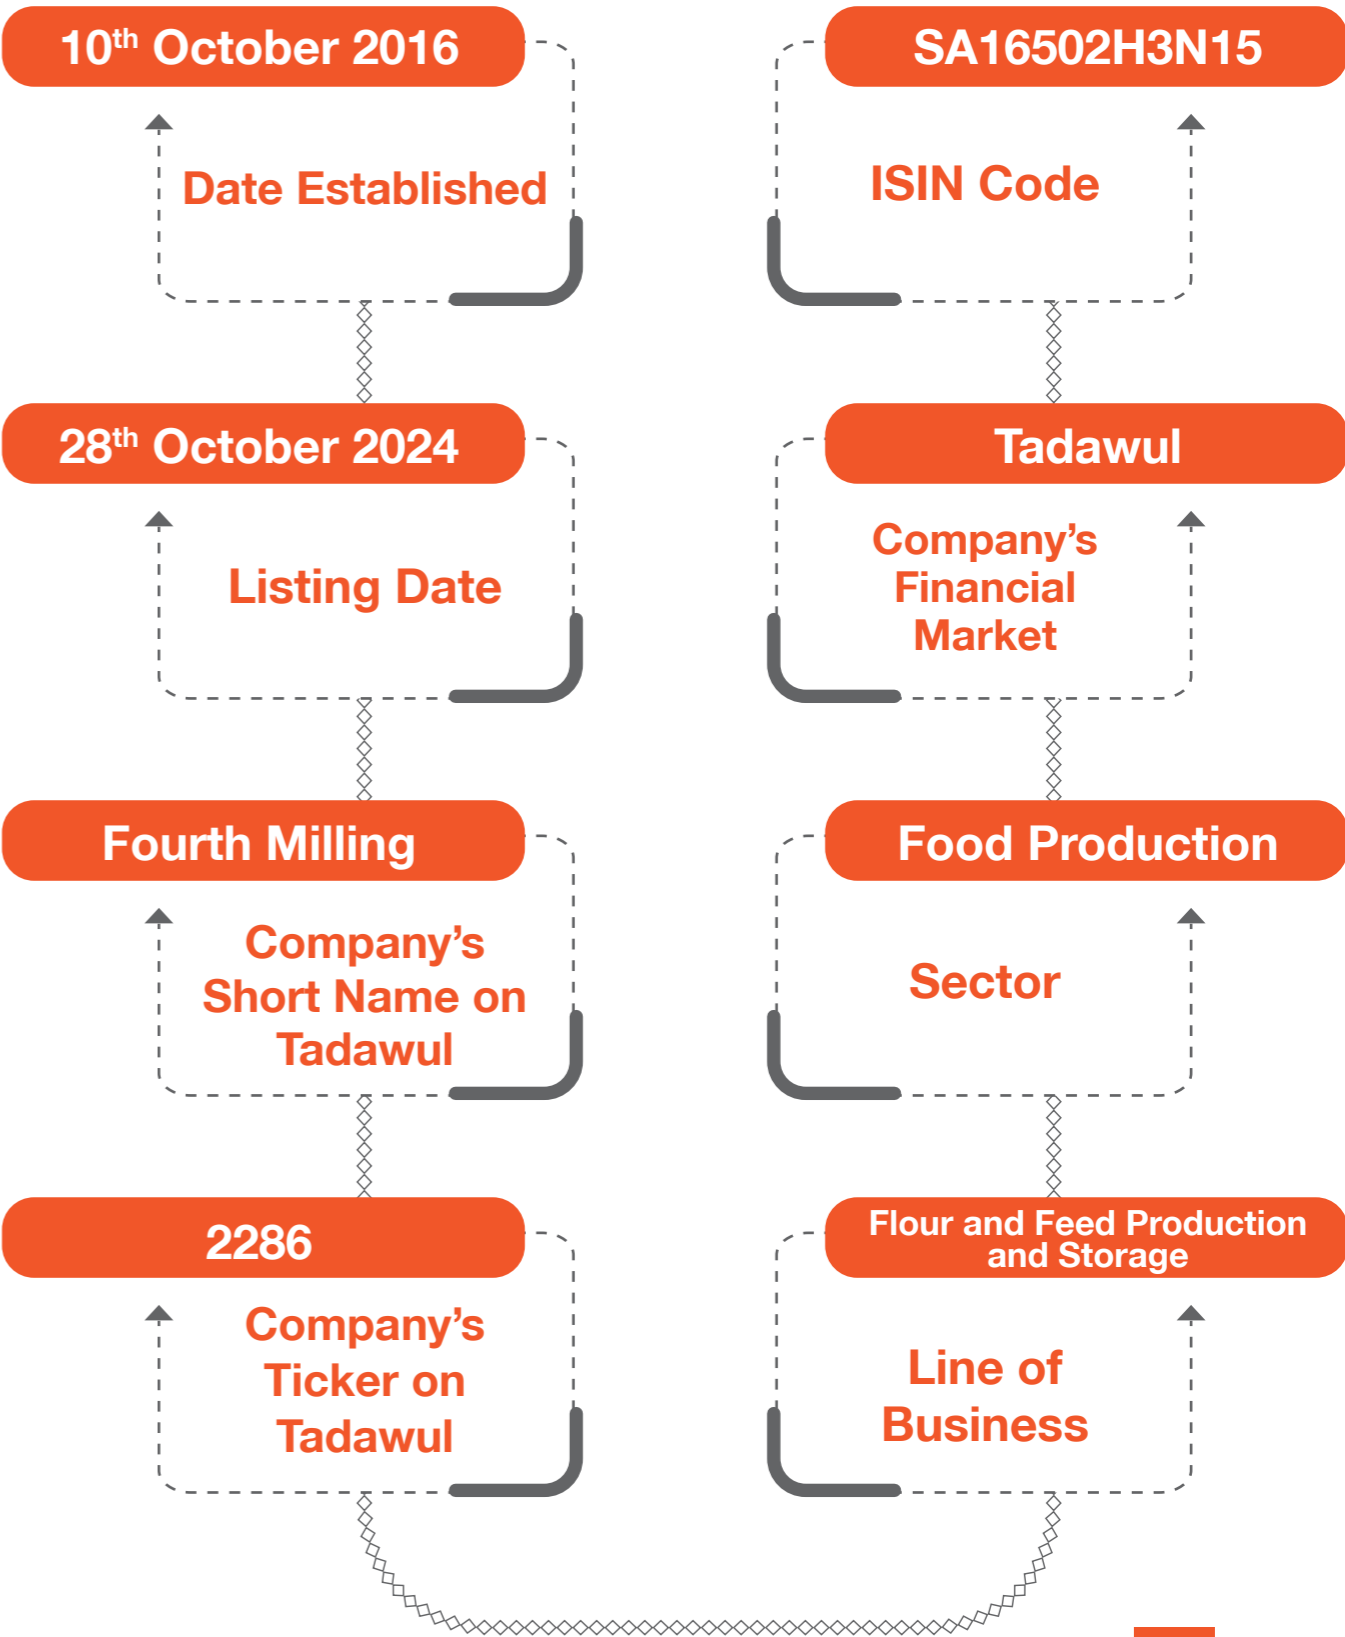 10th October 2016
Date Established
28th October 2024
Listing Date
Fourth Milling
Company’s
Short Name on
Tadawul
2286
Company’s
Ticker on
Tadawul
SA16502H3N15
ISIN Code
Tadawul
Company’s
Financial
Market
Food Production
Sector
Flour and Feed Production
and Storage
Line of
Business